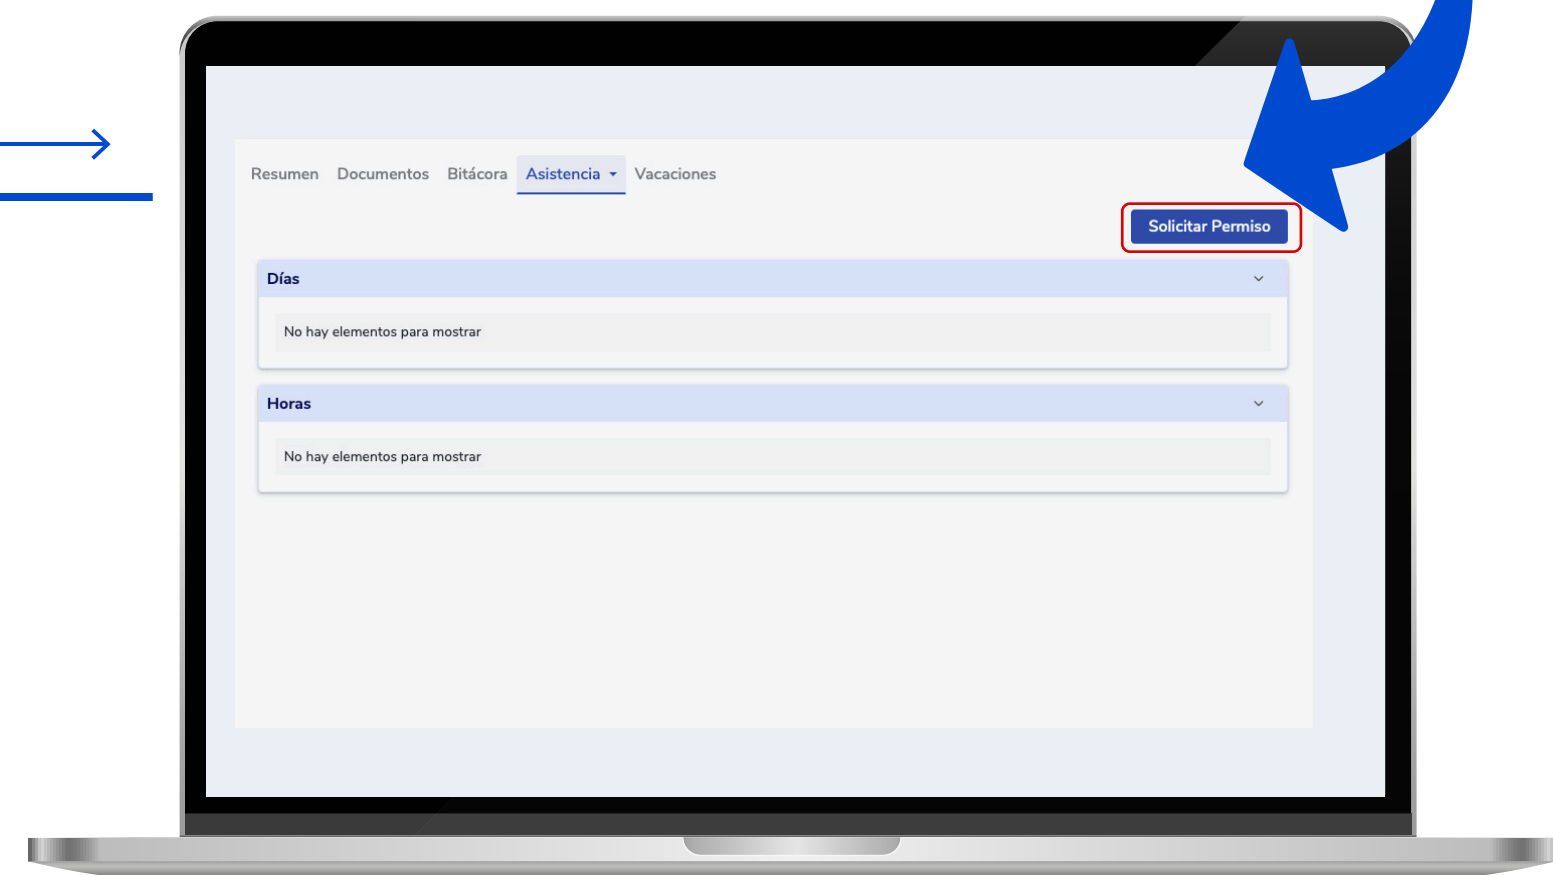 Resumen Documentos Bitácora Asistencia Vacaciones
Solicitar Permiso
Días
No hay elementos para mostrar
Horas
No hay elementos para mostrar